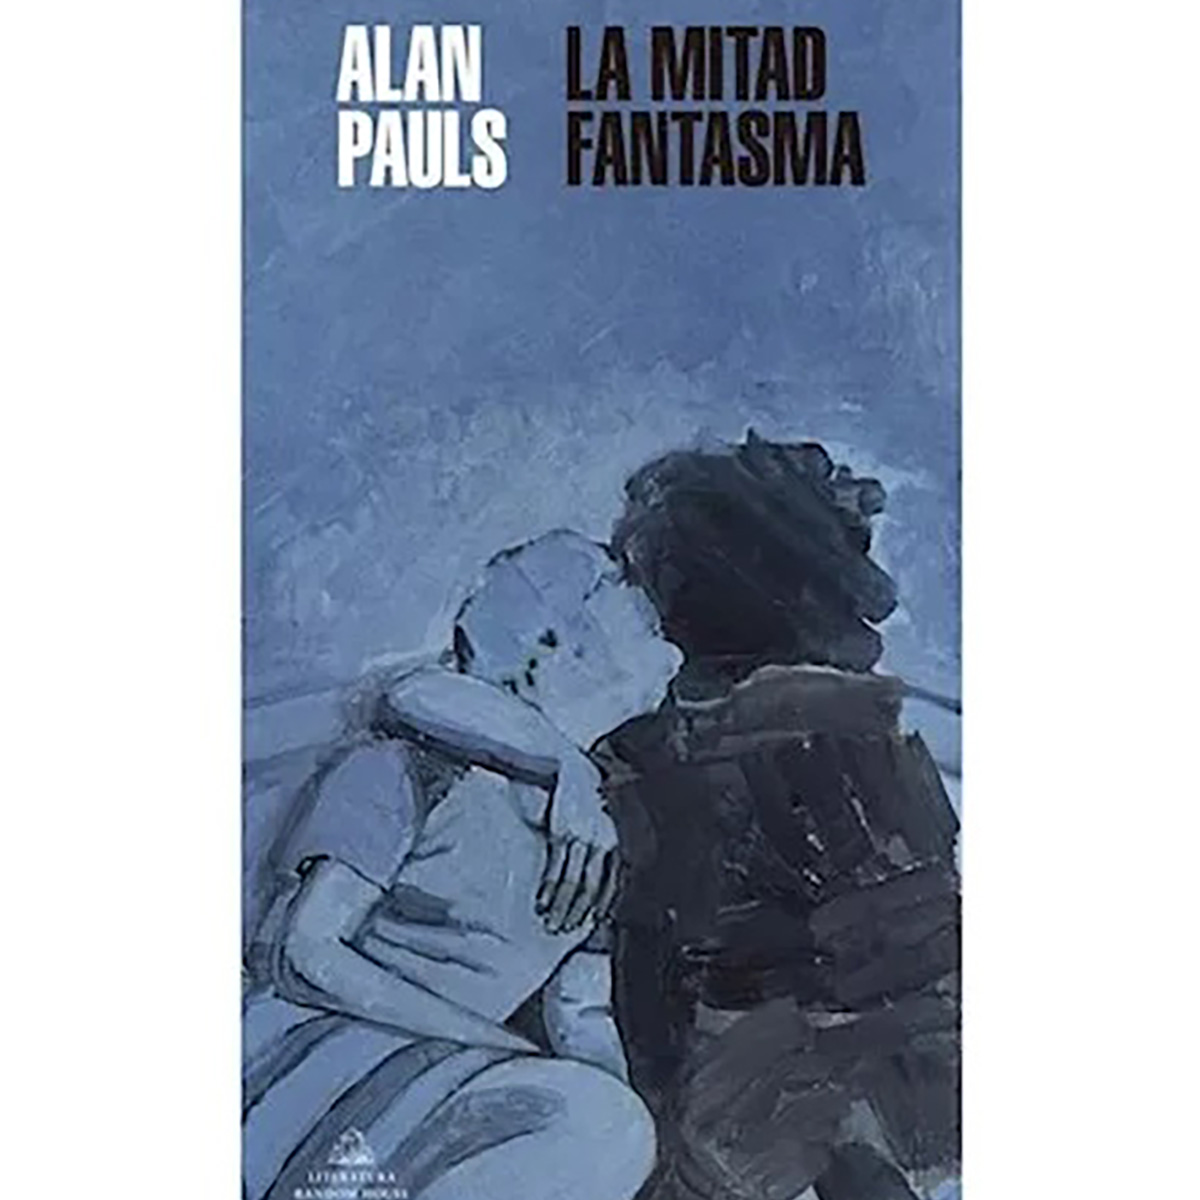 ALAN
PAULS
LA MITAD
FANTASMA
LITERATURA
RANDOM HOUSE